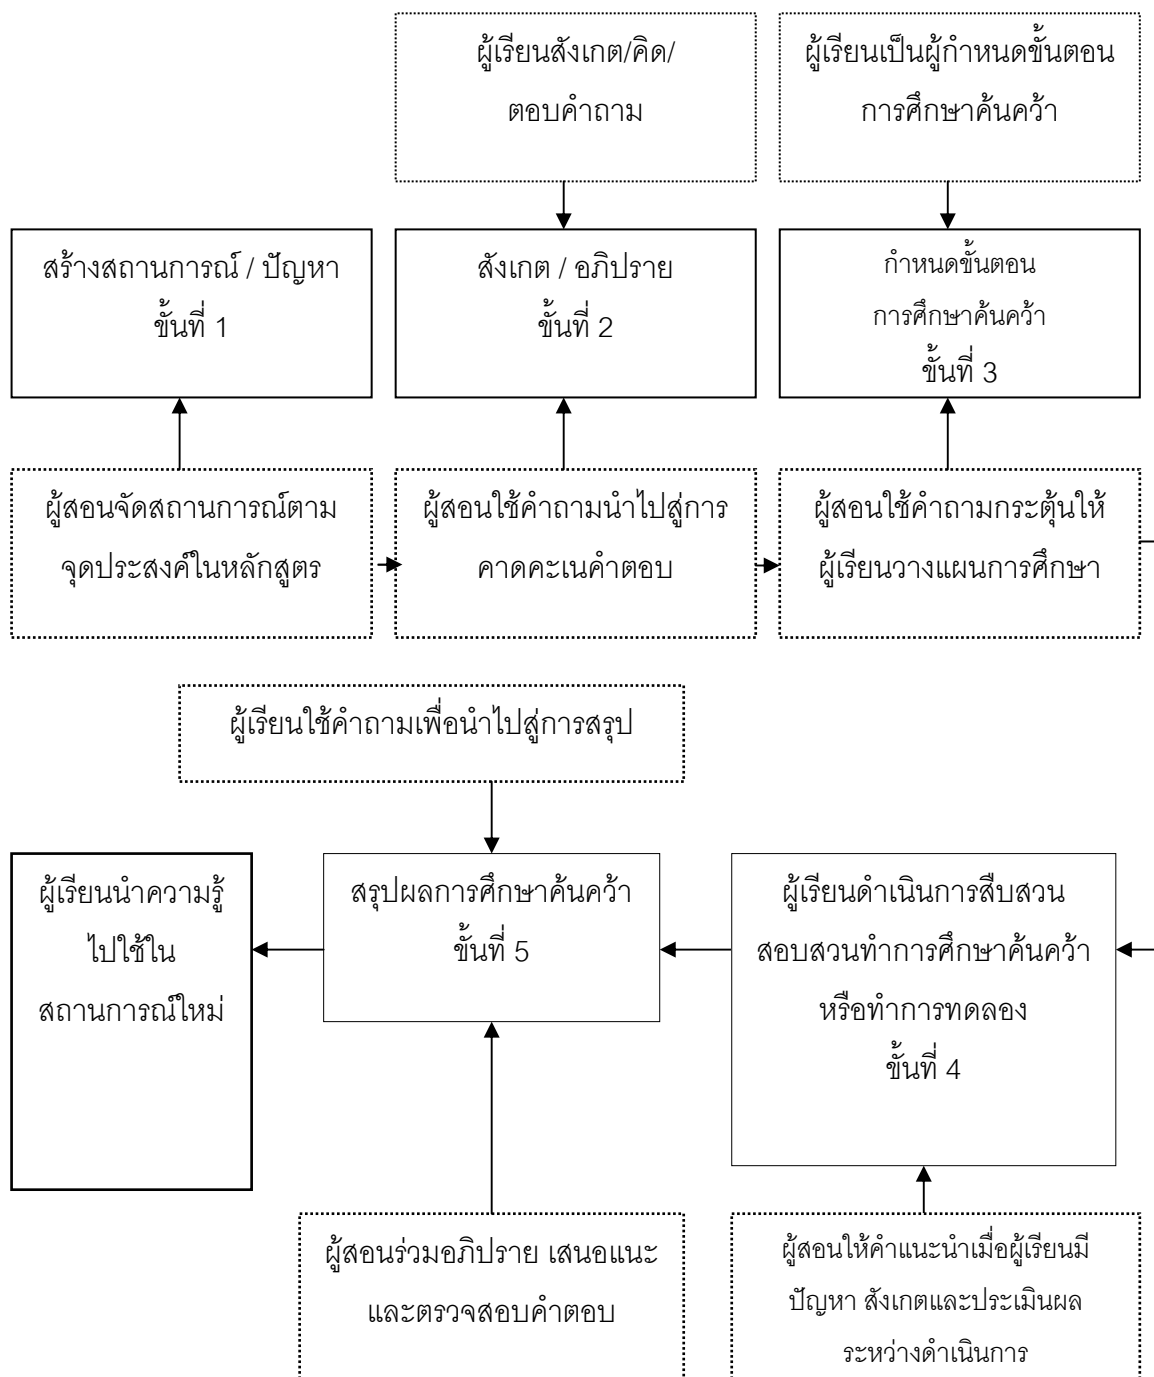 ผู้เรียนสังเกต/คิด/
ตอบคำถาม
ผู้เรียนเป็นผู้กำหนดขั้นตอน
การศึกษาค้นคว้า
สร้างสถานการณ์ / ปัญหา
ขั้นที่ 1
สังเกต / อภิปราย
ขั้นที่ 2
กำหนดขั้นตอน
การศึกษาค้นคว้า
ขั้นที่ 3
ผู้สอนจัดสถานการณ์ตาม
จุดประสงค์ในหลักสูตร
ผู้สอนใช้คำถามนำไปสู่การ
คาดคะเนคำตอบ
ผู้สอนใช้คำถามกระตุ้นให้
ผู้เรียนวางแผนการศึกษา
ผู้เรียนใช้คำถามเพื่อนำไปสู่การสรุป
ผู้เรียนนำความรู้
ไปใช้ใน
สถานการณ์ใหม่
สรุปผลการศึกษาค้นคว้า
ขั้นที่ 5
ผู้เรียนดำเนินการสืบสวน
สอบสวนทำการศึกษาค้นคว้า
หรือทำการทดลอง
ขั้นที่ 4
ผู้สอนร่วมอภิปราย เสนอแนะ
และตรวจสอบคำตอบ
ผู้สอนให้คำแนะนำเมื่อผู้เรียนมี
ปัญหา สังเกตและประเมินผล
ระหว่างดำเนินการ